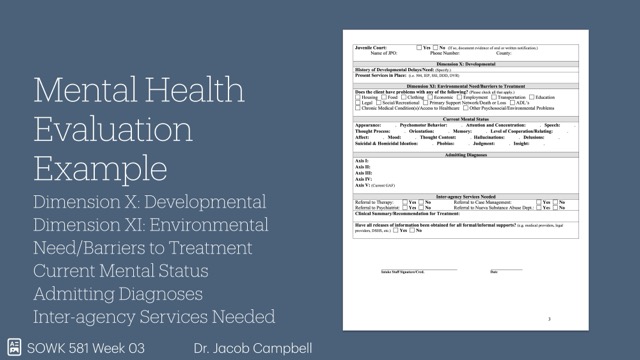 Mental Health
Evaluation
Example
Dimension X: Developmental
Dimension XI: Environmental
Need/Barriers to Treatment
Current Mental Status
Admitting Diagnoses
Inter-agency Services Needed
SOWK 581 Week 03 Dr. Jacob Campbell
Juvenile Court: Yes No (If so, document evidence of oral or written notification.)
Name of JPO: Phone Number: County:
Dimension X: Developmental
History of Developmental Delays/Need: (Specify)
Present Services in Place:
Dimension XI: Environmental Need/Barriers to Treatment
Does the client have problems with any of the following? (Please check all that apply.)
Housing Food Clothing Economic Employment Transportation Education
Legal Social/Recreational Primary Support Network/Death or Loss ADL's
Chronic Medical Conditions/Access to Healthcare Other Psychosocial/Environmental Problems
Current Mental Status
Appearance: . Psychomotor Behavior: . Attention and Concentration: . Speech:
Thought Process: . Orientation: . Memory: . Level of Cooperation/Relating: .
Affect: . Mood: . Thought Content: . Hallucinations: . Delusions: .
Suicidal & Homicidal Ideation: . Phobias: . Judgment: . Insight: .
Admitting Diagnoses
Axis I:
Axis II:
Axis III:
Axis IV:
Axis V: (Current GAF)
Inter-agency Services Needed
Referral to Therapy: Yes No Referral to Case Management: Yes No
Referral to Psychiatrist: Yes No Referral to Nueva Substance Abuse Dept.: Yes No
Clinical Summary/Recommendation for Treatment:
Have all releases of information been obtained for all formal/informal supports? (e.g. medical providers, legal
providers, DSHS, etc.) Yes No
Intake Staff Signature/Cred. Date
3